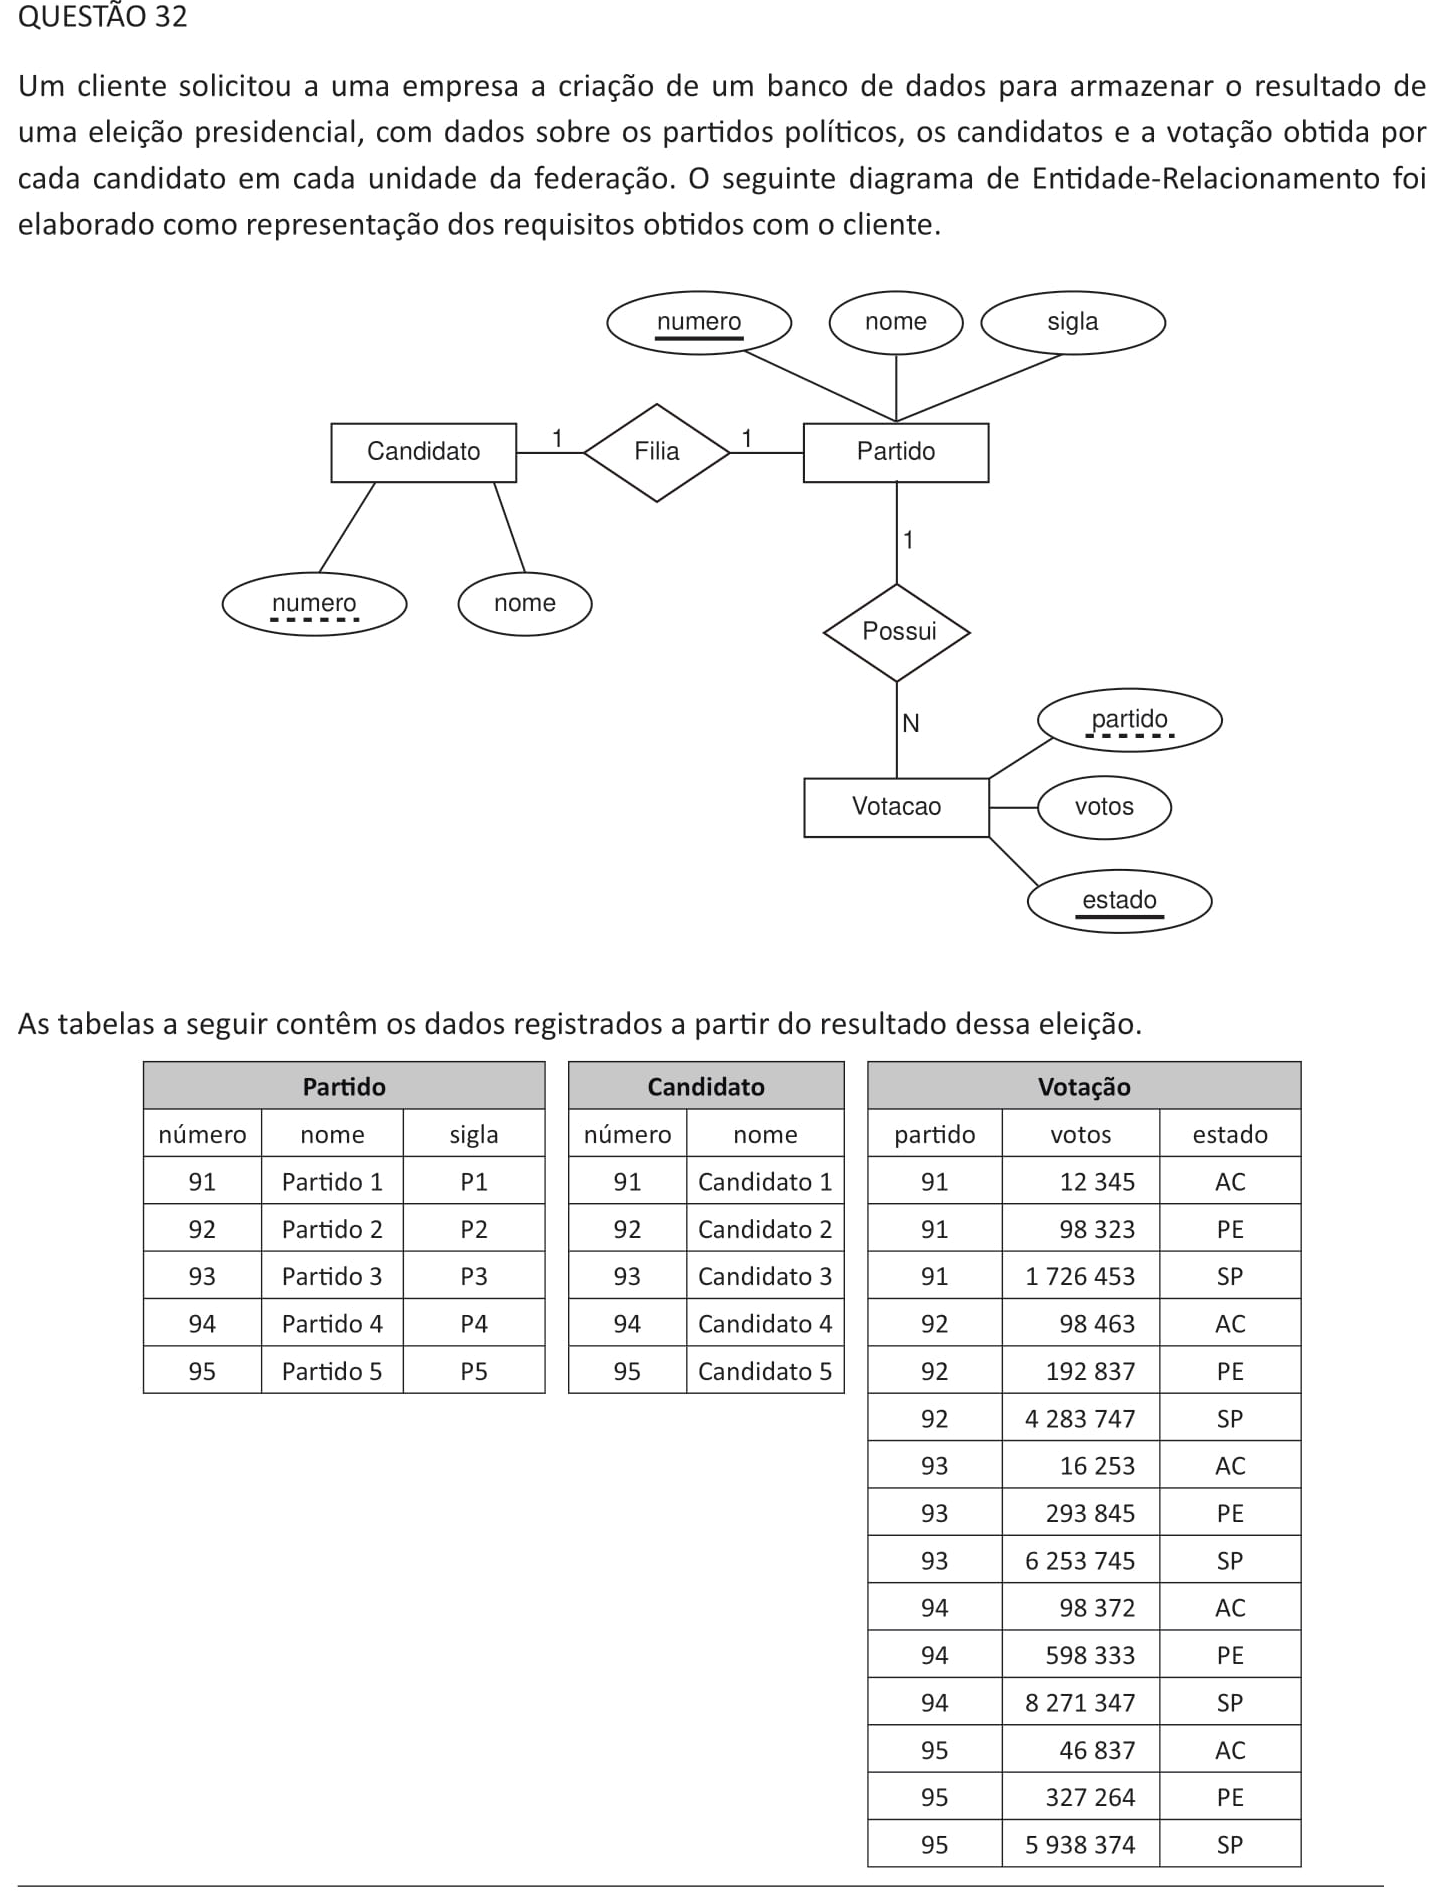 QUESTÃO 32
Um cliente solicitou a uma empresa a criação de um banco de dados para armazenar o resultado de
uma eleição presidencial, com dados sobre os partidos políticos, os candidatos e a votação obtida por
cada candidato em cada unidade da federação. O seguinte diagrama de Entidade-Relacionamento foi
elaborado como representação dos requisitos obtidos com o cliente.
numero nome sigla
Candidato 1 Filia 1 Partido
1
numero nome Possui
N
partido
Votacao votos
estado
As tabelas a seguir contêm os dados registrados a partir do resultado dessa eleição.
Partido
número nome sigla
91 Partido 1 P1
92 Partido 2 P2
93 Partido 3 P3
94 Partido 4 P4
95 Partido 5 P5
Candidato
número nome
91 Candidato 1
92 Candidato 2
93 Candidato 3
94 Candidato 4
95 Candidato 5
Votação
partido votos estado
91 12 345 AC
91 98 323 PE
91 1 726 453 SP
92 98 463 AC
92 192 837 PE
92 4 283 747 SP
93 16 253 AC
93 293 845 PE
93 6 253 745 SP
94 98 372 AC
94 598 333 PE
94 8 271 347 SP
95 46 837 AC
95 327 264 PE
95 5 938 374 SP